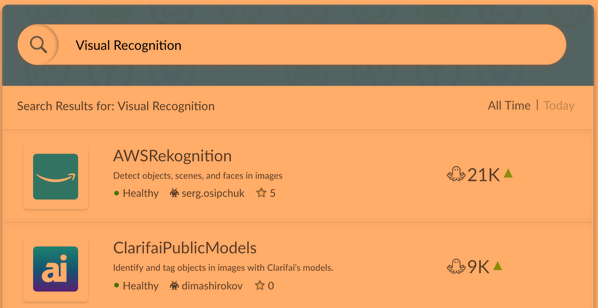 Visual Recognition
Search Results for: Visual Recognition
All Time | Today
AWSRekognition
Detect objects, scenes, and faces in images
Healthy serg.osipchuk 5
21K
ai
ClarifaiPublicModels
Identify and tag objects in images with Clarifai's models.
Healthy dimashirokov 0
9K